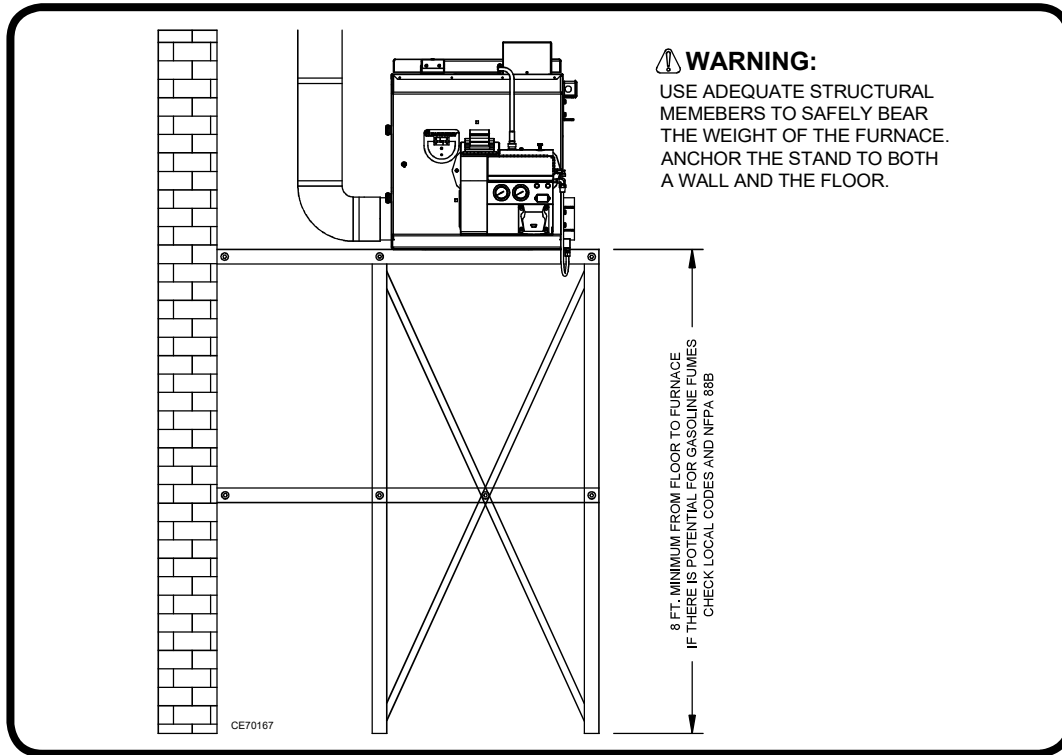 WARNING:
USE ADEQUATE STRUCTURAL
MEMEBERS TO SAFELY BEAR
THE WEIGHT OF THE FURNACE.
ANCHOR THE STAND TO BOTH
A WALL AND THE FLOOR.
8 FT. MINIMUM FROM FLOOR TO FURNACE
IF THERE IS POTENTIAL FOR GASOLINE FUMES
CHECK LOCAL CODES AND NFPA 88B
CE70167